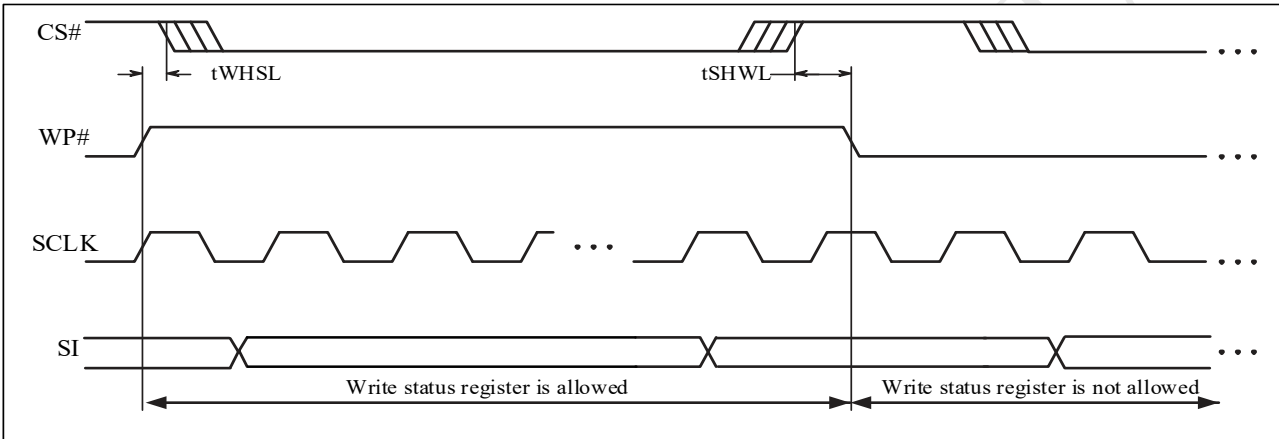 CS#
tWHSL
tSHWL
WP#
SCLK
SI
Write status register is allowed
Write status register is not allowed